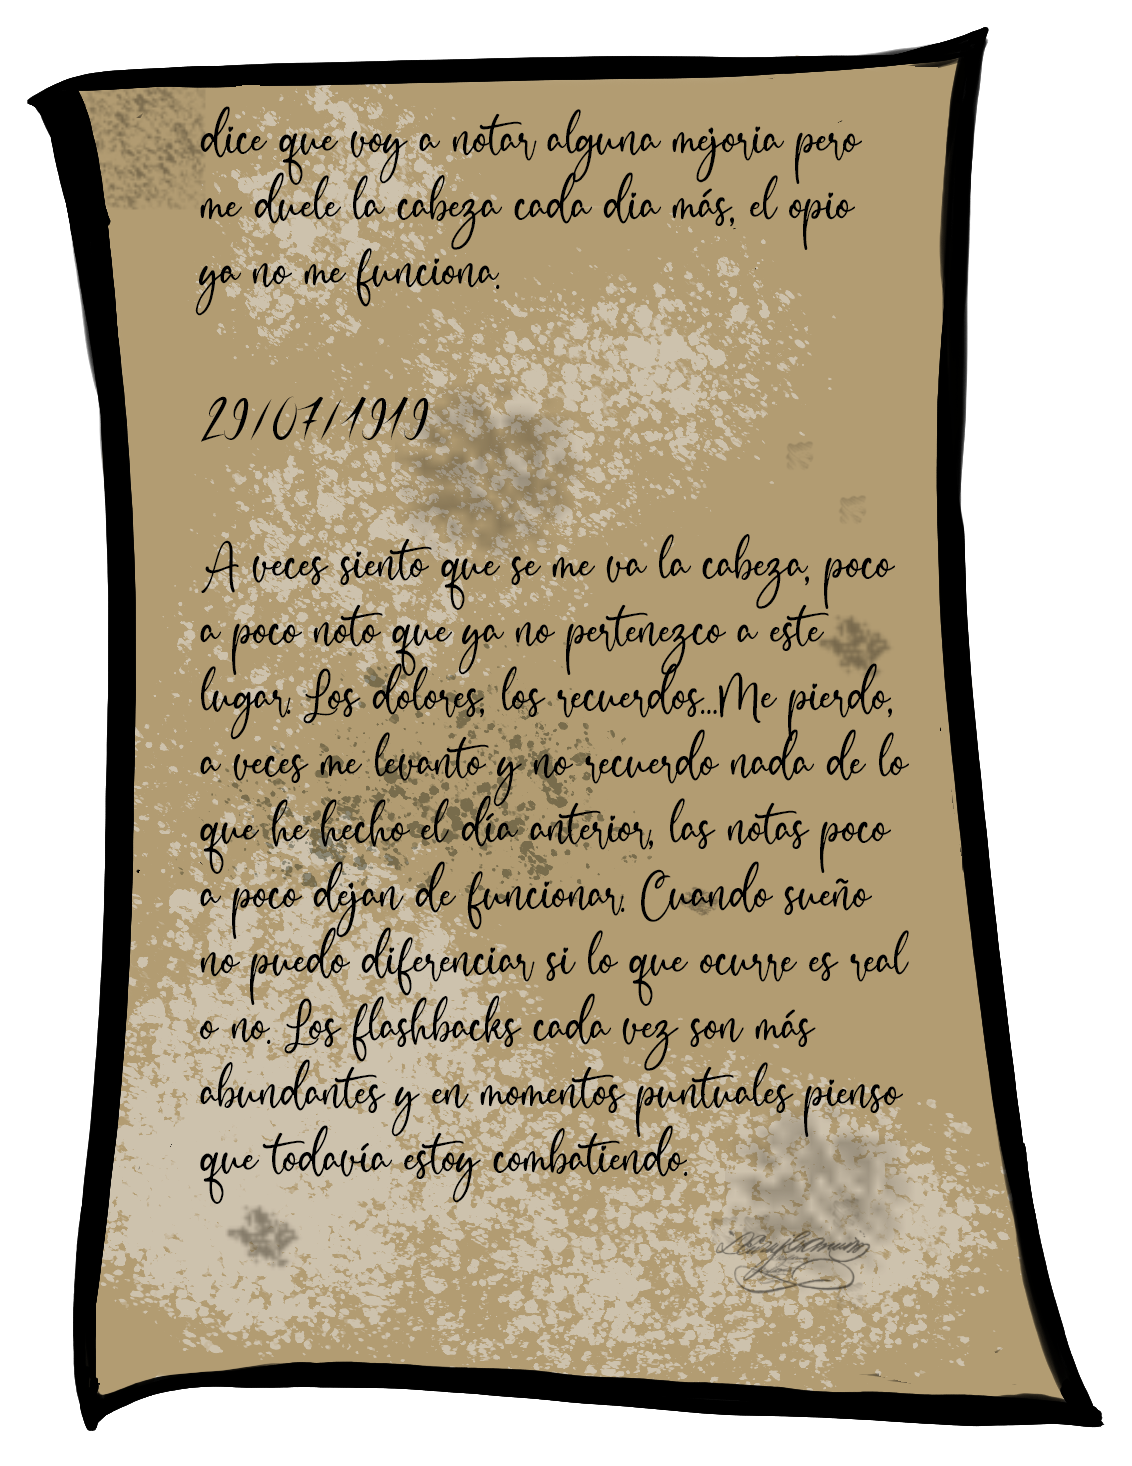 dice que voy a notar alguna mejoria pero
me duele la cabeza cada dia más, el opio
ya no me funciona.
29/07/1919
A veces siento que se me va la cabeza, poco
a poco noto que ya no pertenezco a este
lugar. Los dolores, los recuerdos...Me pierdo,
a veces me levanto y no recuerdo nada de lo
que he hecho el día anterior, las notas poco
a poco dejan de funcionar. Cuando sueño
no puedo diferenciar si lo que ocurre es real
o no. Los flashbacks cada vez son más
abundantes y en momentos puntuales pienso
que todavía estoy combatiendo.